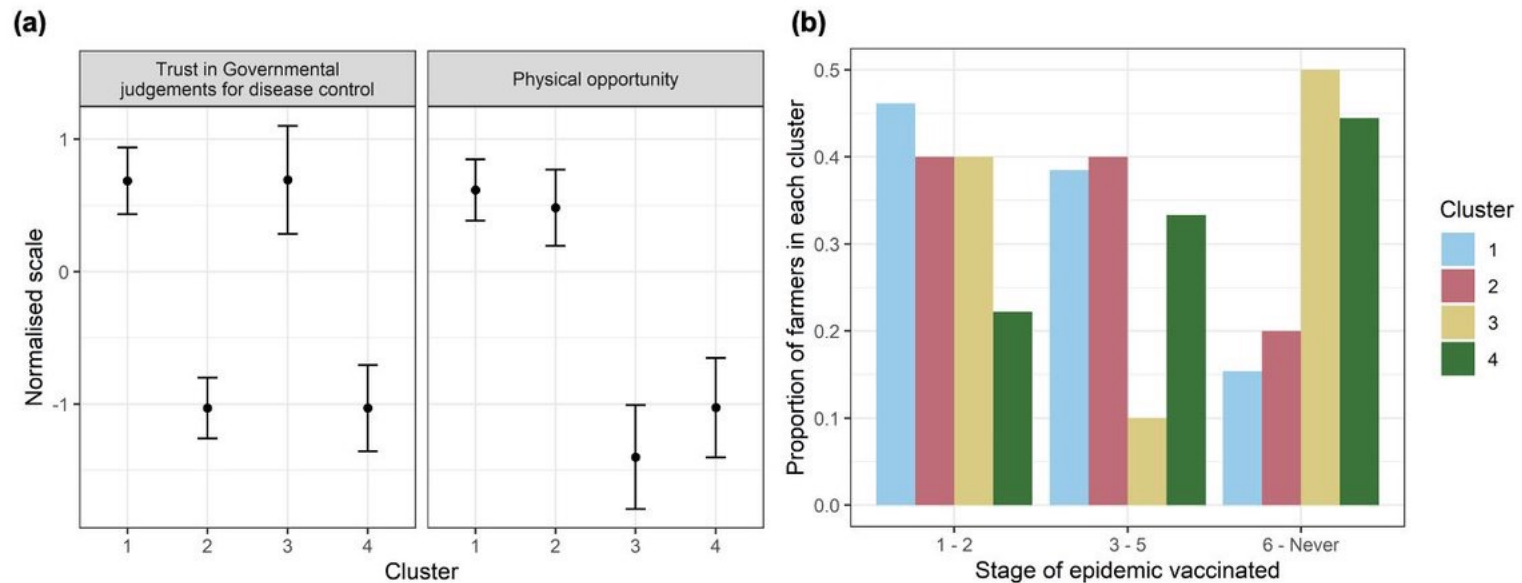 (a)
Trust in Governmental
judgements for disease control
Physical opportunity
Normalised scale
1
0
-1
1 2 3 4
1 2 3 4
Cluster
(b)
Proportion of farmers in each cluster
0.5
0.4
0.3
0.2
0.1
0.0
1 - 2 3 - 5 6 - Never
Stage of epidemic vaccinated
Cluster
1
2
3
4